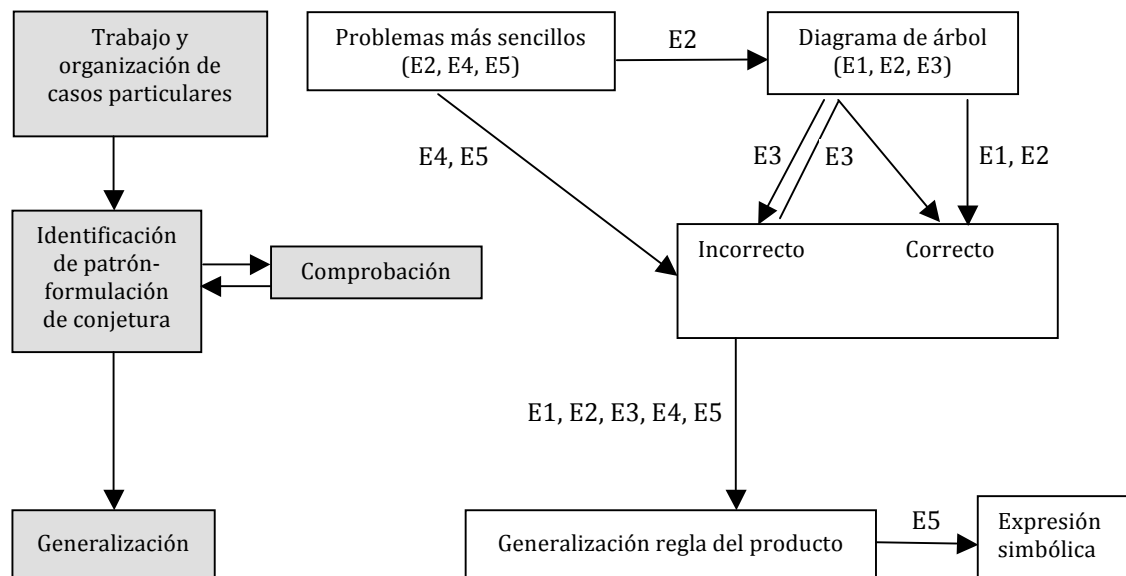 Trabajo y
organización de
casos particulares
Problemas más sencillos
(E2, E4, E5)
E2
Diagrama de árbol
(E1, E2, E3)
E4, E5
E3
E3
E1, E2
Identificación
de patrón-
formulación
de conjetura
Comprobación
Incorrecto
Correcto
E1, E2, E3, E4, E5
Generalización
Generalización regla del producto
E5
Expresión
simbólica